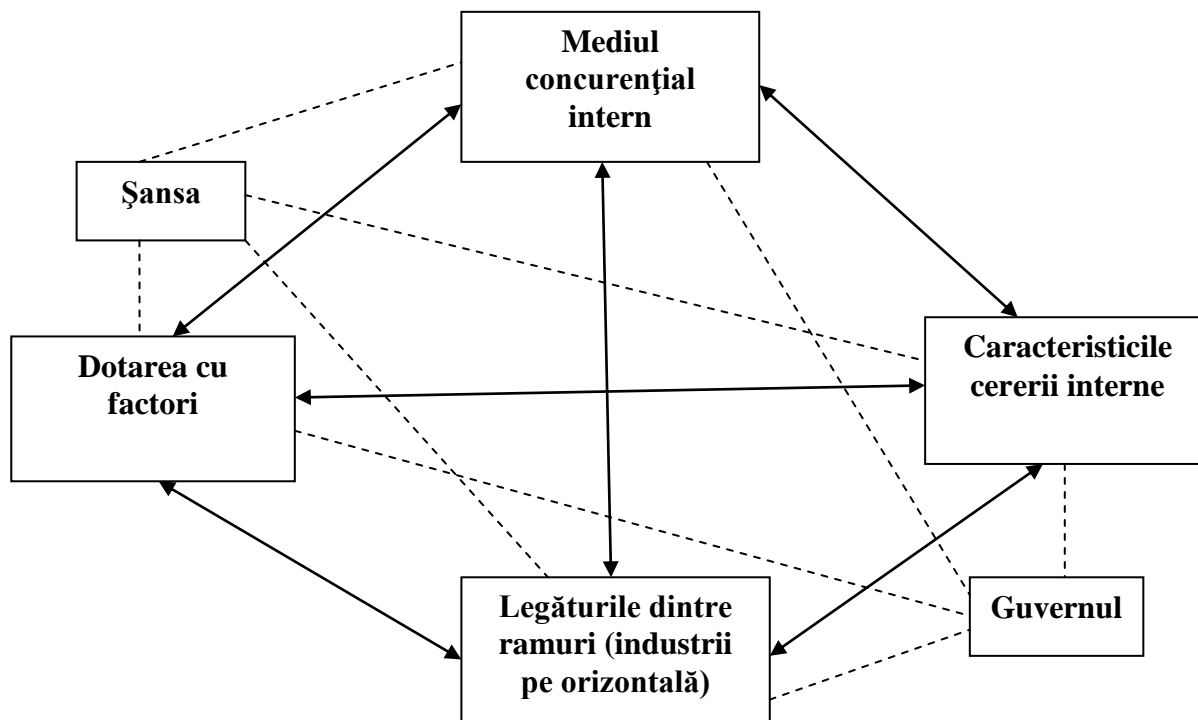 Mediul
concurenţial
intern
Şansa
Dotarea cu
factori
Caracteristicile
cererii interne
Legăturile dintre
ramuri (industrii
pe orizontală)
Guvernul